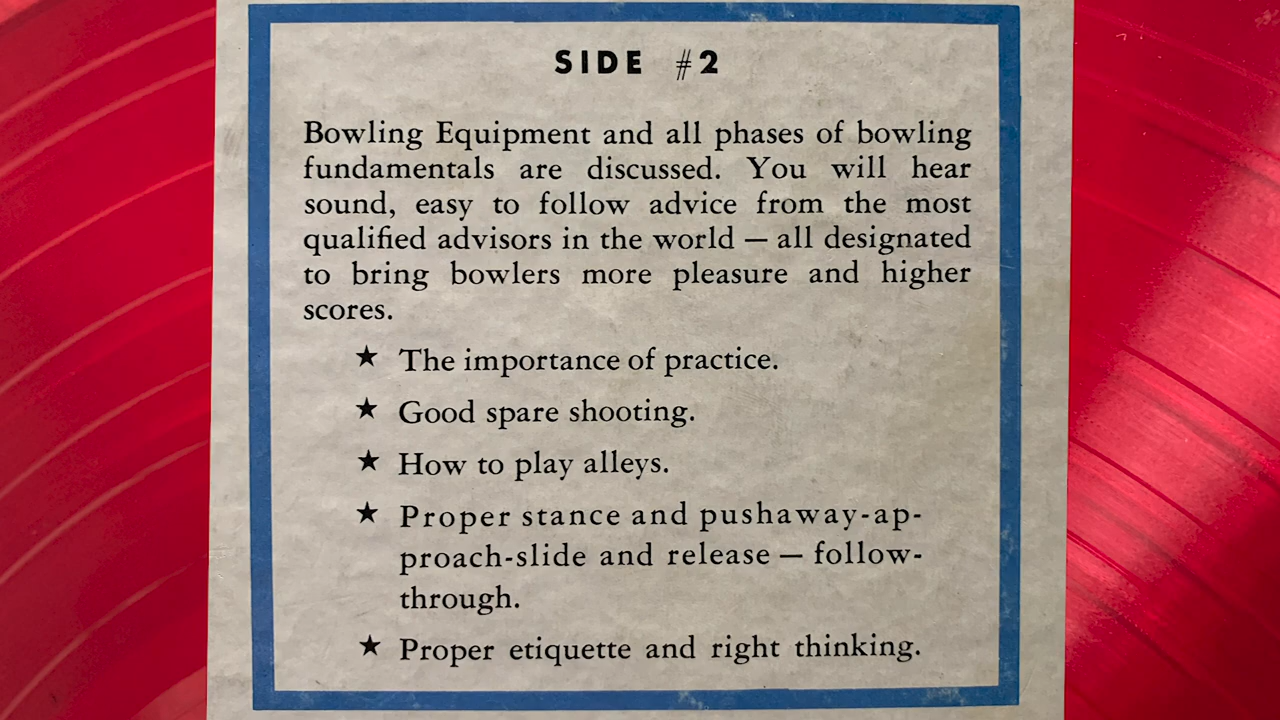 SIDE #2
Bowling Equipment and all phases of bowling
fundamentals are discussed. You will hear
sound, easy to follow advice from the most
qualified advisors in the world — all designated
to bring bowlers more pleasure and higher
scores.
★ The importance of practice.
★ Good spare shooting.
★ How to play alleys.
★ Proper stance and pushaway-ap-
proach-slide and release — follow-
through.
★ Proper etiquette and right thinking.